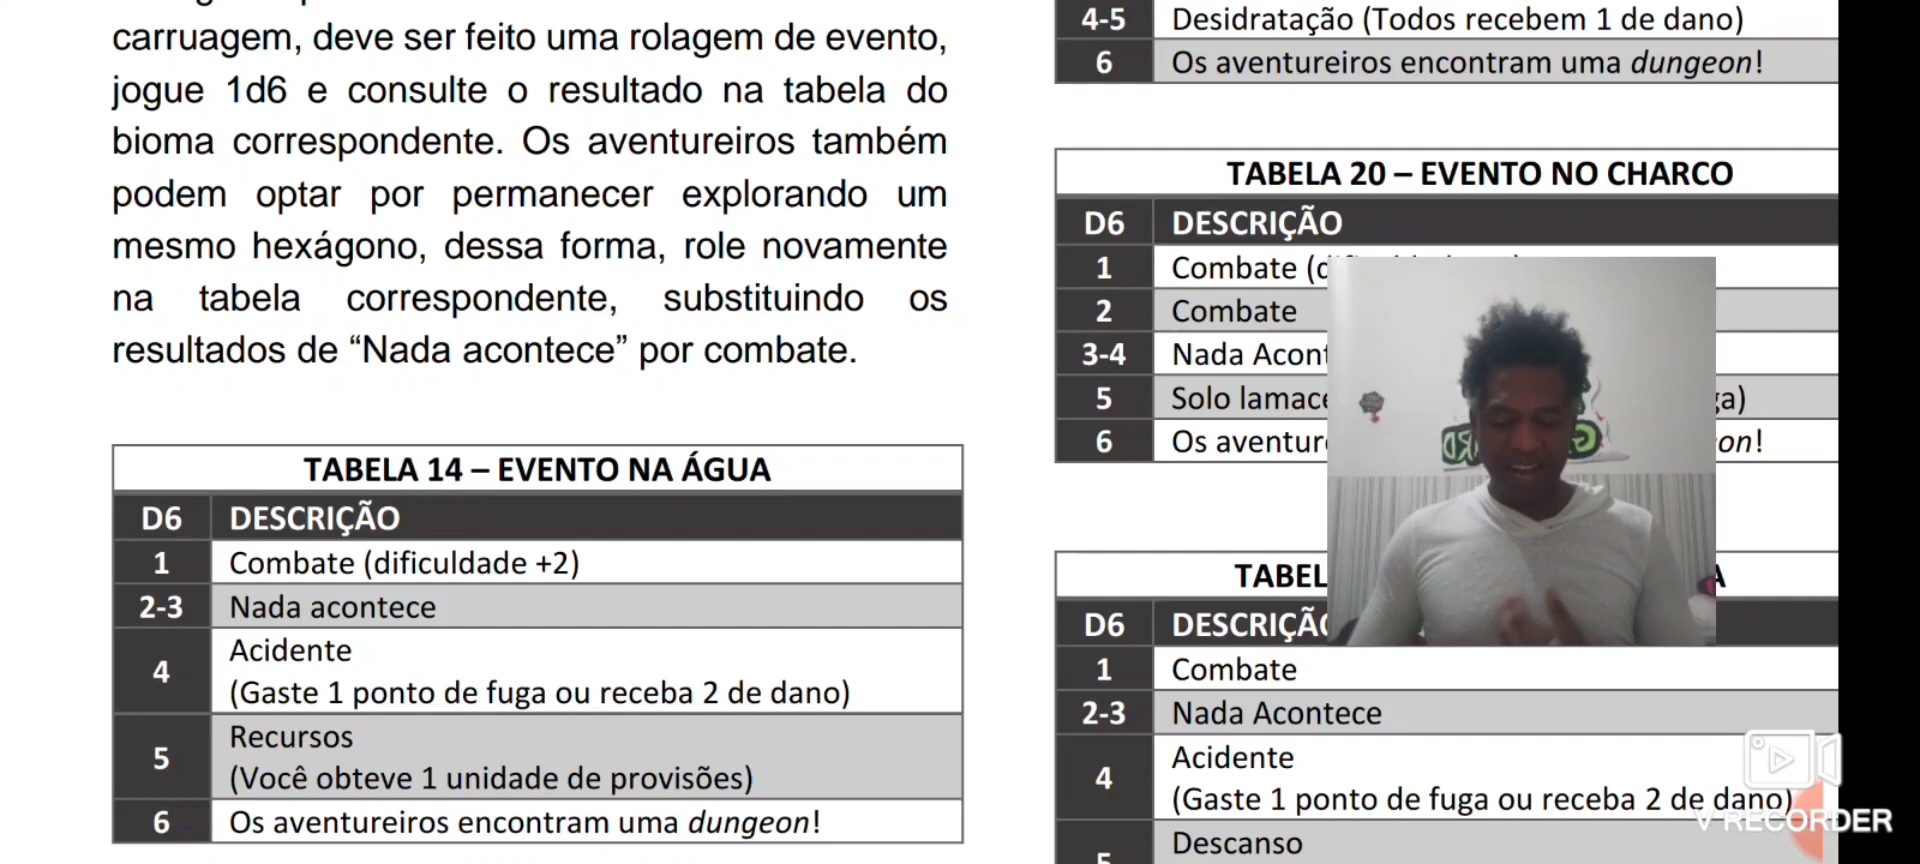 carruagem, deve ser feito uma rolagem de evento,
jogue 1d6 e consulte o resultado na tabela do
bioma correspondente. Os aventureiros também
podem optar por permanecer explorando um
mesmo hexágono, dessa forma, role novamente
na tabela correspondente, substituindo os
resultados de “Nada acontece” por combate.
TABELA 14 – EVENTO NA ÁGUA
D6 DESCRIÇÃO
1 Combate (dificuldade +2)
2-3 Nada acontece
4 Acidente
(Gaste 1 ponto de fuga ou receba 2 de dano)
5 Recursos
(Você obteve 1 unidade de provisões)
6 Os aventureiros encontram uma dungeon!
4-5 Desidratação (Todos recebem 1 de dano)
6 Os aventureiros encontram uma dungeon!
TABELA 20 – EVENTO NO CHARCO
D6 DESCRIÇÃO
1 Combate
2 Combate
3-4 Nada
5 Solo
6 Os
D6
1 Combate
2-3 Nada Acontece
4 Acidente
(Gaste 1 ponto de fuga ou receba 2 de dano)
Descanso
V RECORDER